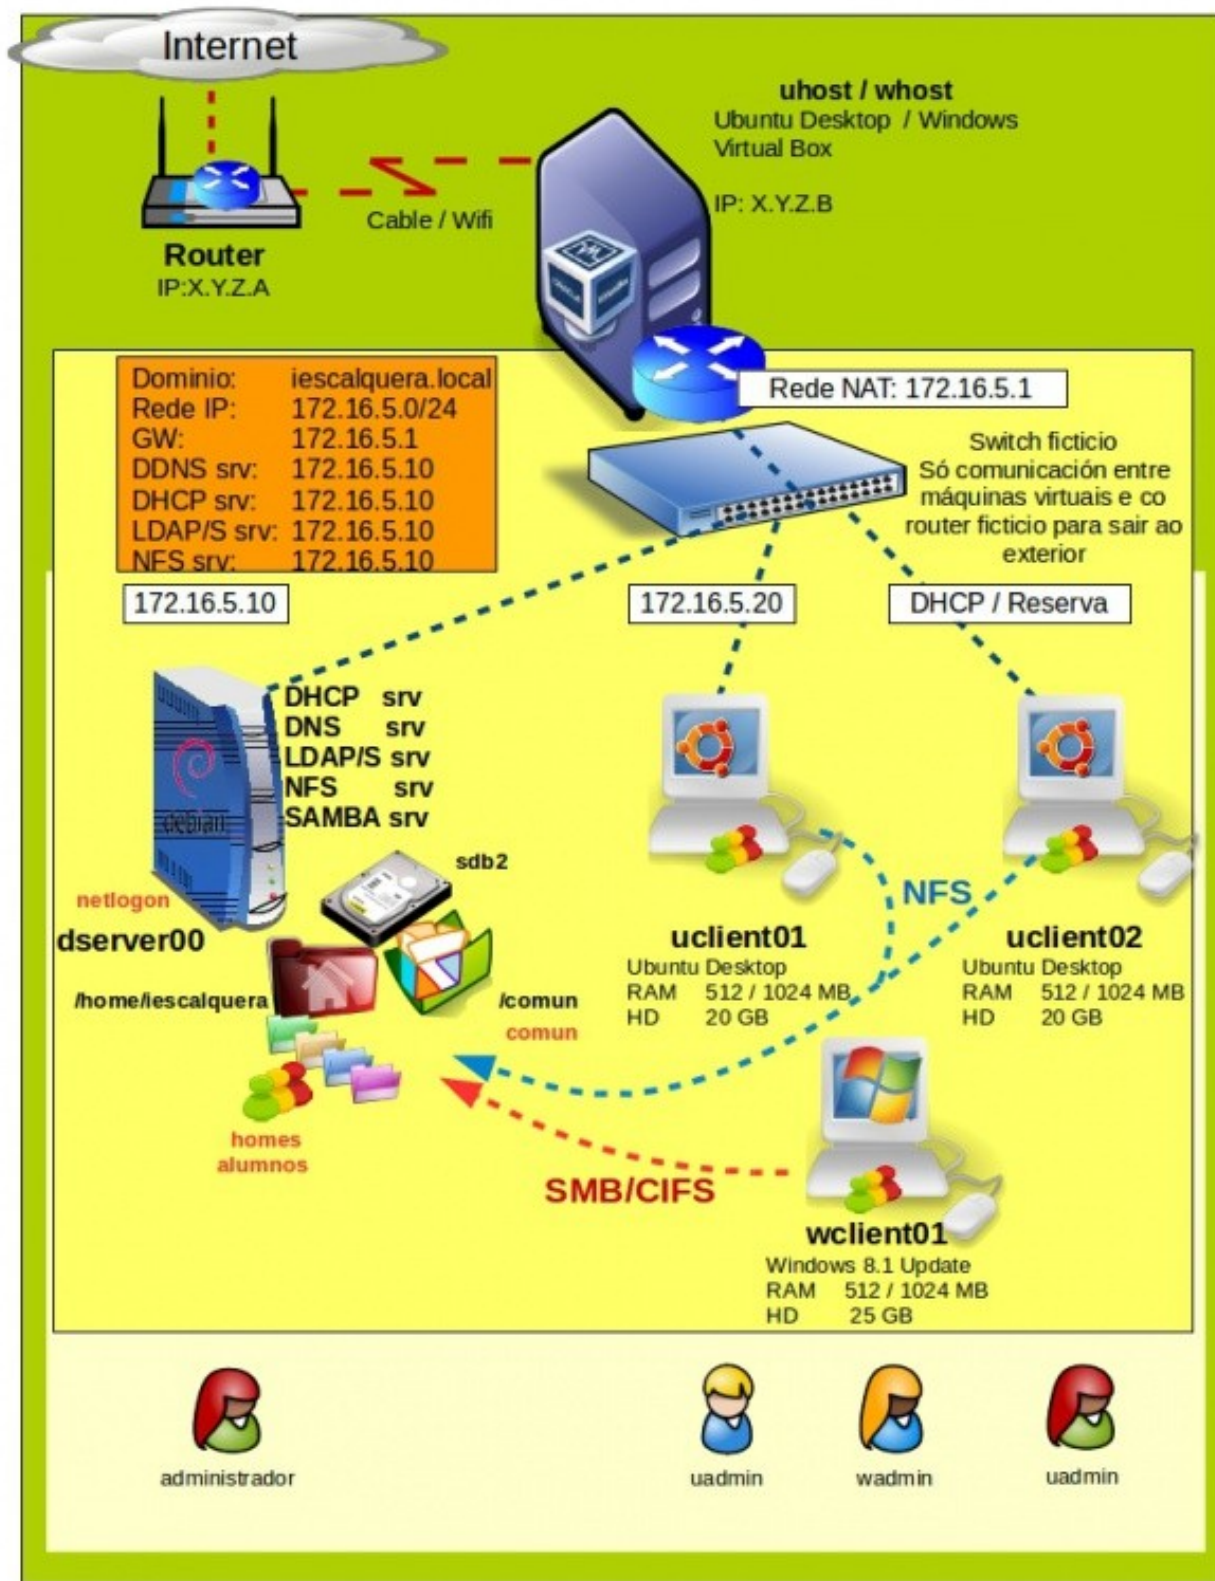 Internet
uhost / whost
Ubuntu Desktop / Windows
Virtual Box
IP: X.Y.Z.B
Cable / Wifi
Router
IP:X.Y.Z.A
Dominio: iescalquera.local
Rede IP: 172.16.5.0/24
GW: 172.16.5.1
DDNS srv: 172.16.5.10
DHCP srv: 172.16.5.10
LDAP/S srv: 172.16.5.10
NFS srv: 172.16.5.10
Rede NAT: 172.16.5.1
Switch ficticio
Só comunicación entre
máquinas virtuais e co
router ficticio para sair ao
exterior
172.16.5.10
172.16.5.20
DHCP / Reserva
DHCP srv
DNS srv
LDAP/S srv
NFS srv
SAMBA srv
debian
sdb2
netlogon
dserver00
/home/iescalquera
/comun
comun
homes
alumnos
NFS
uclient01
Ubuntu Desktop
RAM 512 / 1024 MB
HD 20 GB
uclient02
Ubuntu Desktop
RAM 512 / 1024 MB
HD 20 GB
SMB/CIFS
wclient01
Windows 8.1 Update
RAM 512 / 1024 MB
HD 25 GB
administrador
uadmin
wadmin
uadmin